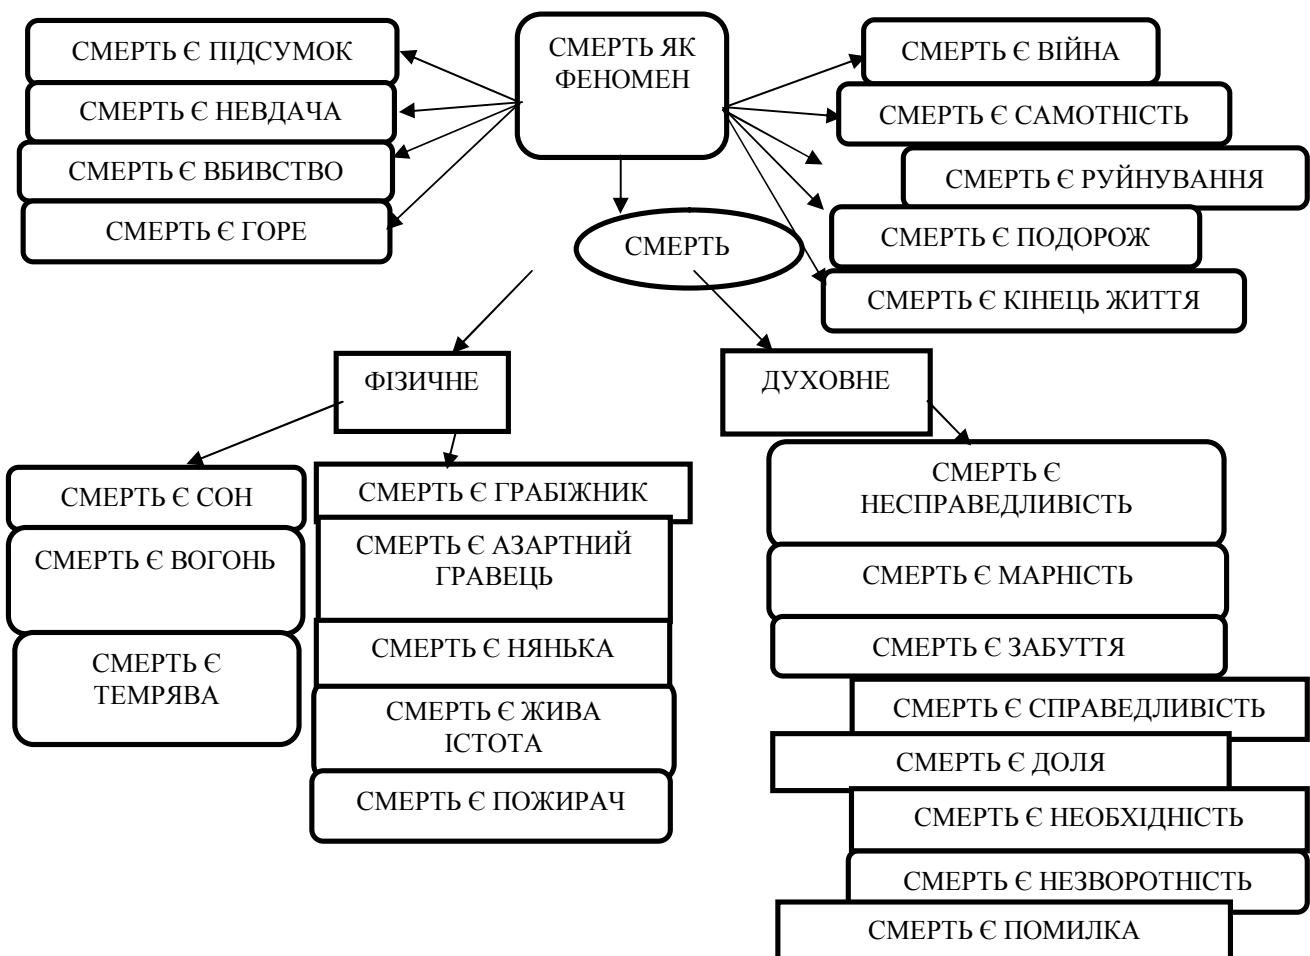 СМЕРТЬ ЯК
ФЕНОМЕН
СМЕРТЬ Є ПІДСУМОК
СМЕРТЬ Є НЕВДАЧА
СМЕРТЬ Є ВБИВСТВО
СМЕРТЬ Є ГОРЕ
СМЕРТЬ Є ВІЙНА
СМЕРТЬ Є САМОТНІСТЬ
СМЕРТЬ Є РУЙНУВАННЯ
СМЕРТЬ Є ПОДОРОЖ
СМЕРТЬ Є КІНЕЦЬ ЖИТТЯ
СМЕРТЬ
ФІЗИЧНЕ
ДУХОВНЕ
СМЕРТЬ Є СОН
СМЕРТЬ Є ВОГОНЬ
СМЕРТЬ Є
ТЕМРЯВА
СМЕРТЬ Є ГРАБІЖНИК
СМЕРТЬ Є АЗАРТНИЙ
ГРАВЕЦЬ
СМЕРТЬ Є НЯНЬКА
СМЕРТЬ Є ЖИВА
ІСТОТА
СМЕРТЬ Є ПОЖИРАЧ
СМЕРТЬ Є
НЕСПРАВЕДЛИВІСТЬ
СМЕРТЬ Є МАРНІСТЬ
СМЕРТЬ Є ЗАБУТТЯ
СМЕРТЬ Є СПРАВЕДЛИВІСТЬ
СМЕРТЬ Є ДОЛЯ
СМЕРТЬ Є НЕОБХІДНІСТЬ
СМЕРТЬ Є НЕЗВОРОТНІСТЬ
СМЕРТЬ Є ПОМИЛКА